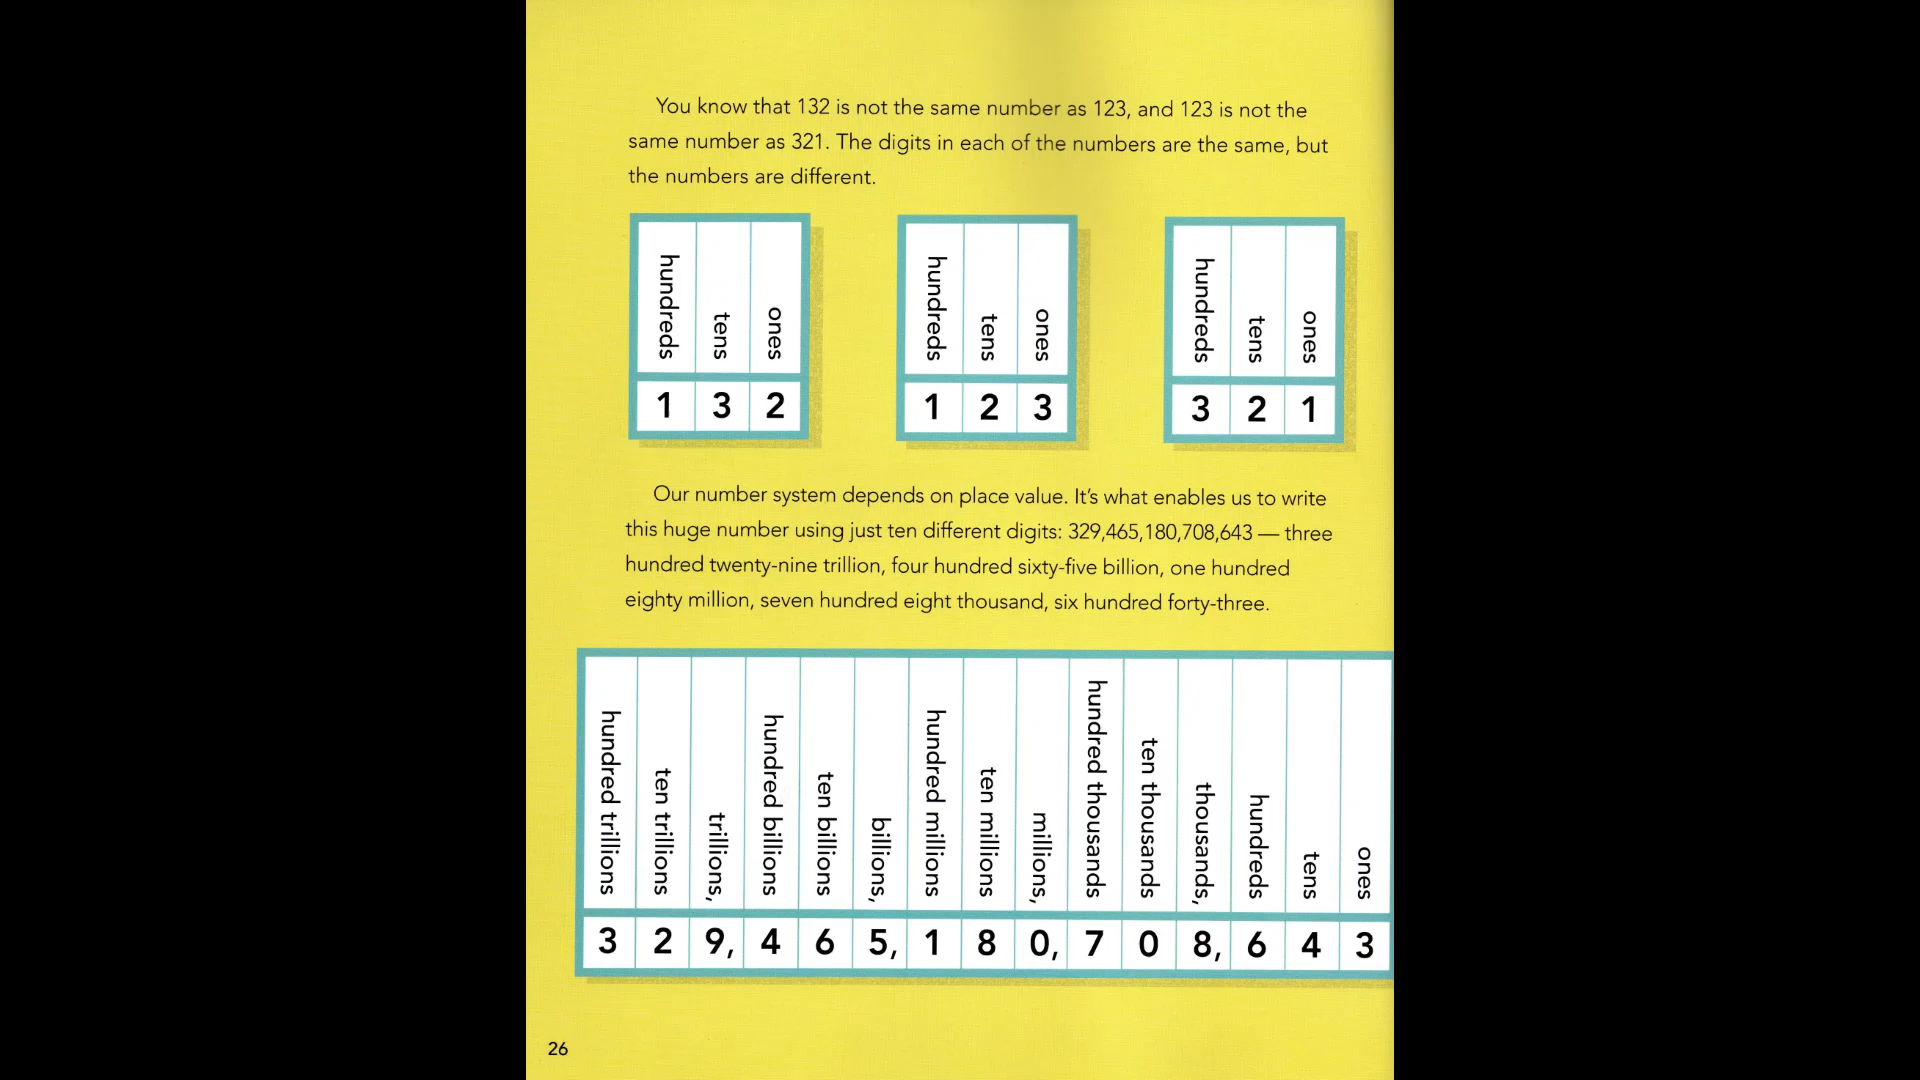 You know that 132 is not the same number as 123, and 123 is not the
same number as 321. The digits in each of the numbers are the same, but
the numbers are different.
hundreds tens ones
1 3 2
hundreds tens ones
1 2 3
hundreds tens ones
3 2 1
Our number system depends on place value. It's what enables us to write
this huge number using just ten different digits: 329,465,180,708,643 — three
hundred twenty-nine trillion, four hundred sixty-five billion, one hundred
eighty million, seven hundred eight thousand, six hundred forty-three.
hundred trillions ten trillions trillions, hundred billions ten billions billions, hundred millions ten millions millions, hundred thousands ten thousands thousands, hundreds tens ones
3 2 9, 4 6 5, 1 8 0, 7 0 8, 6 4 3
26